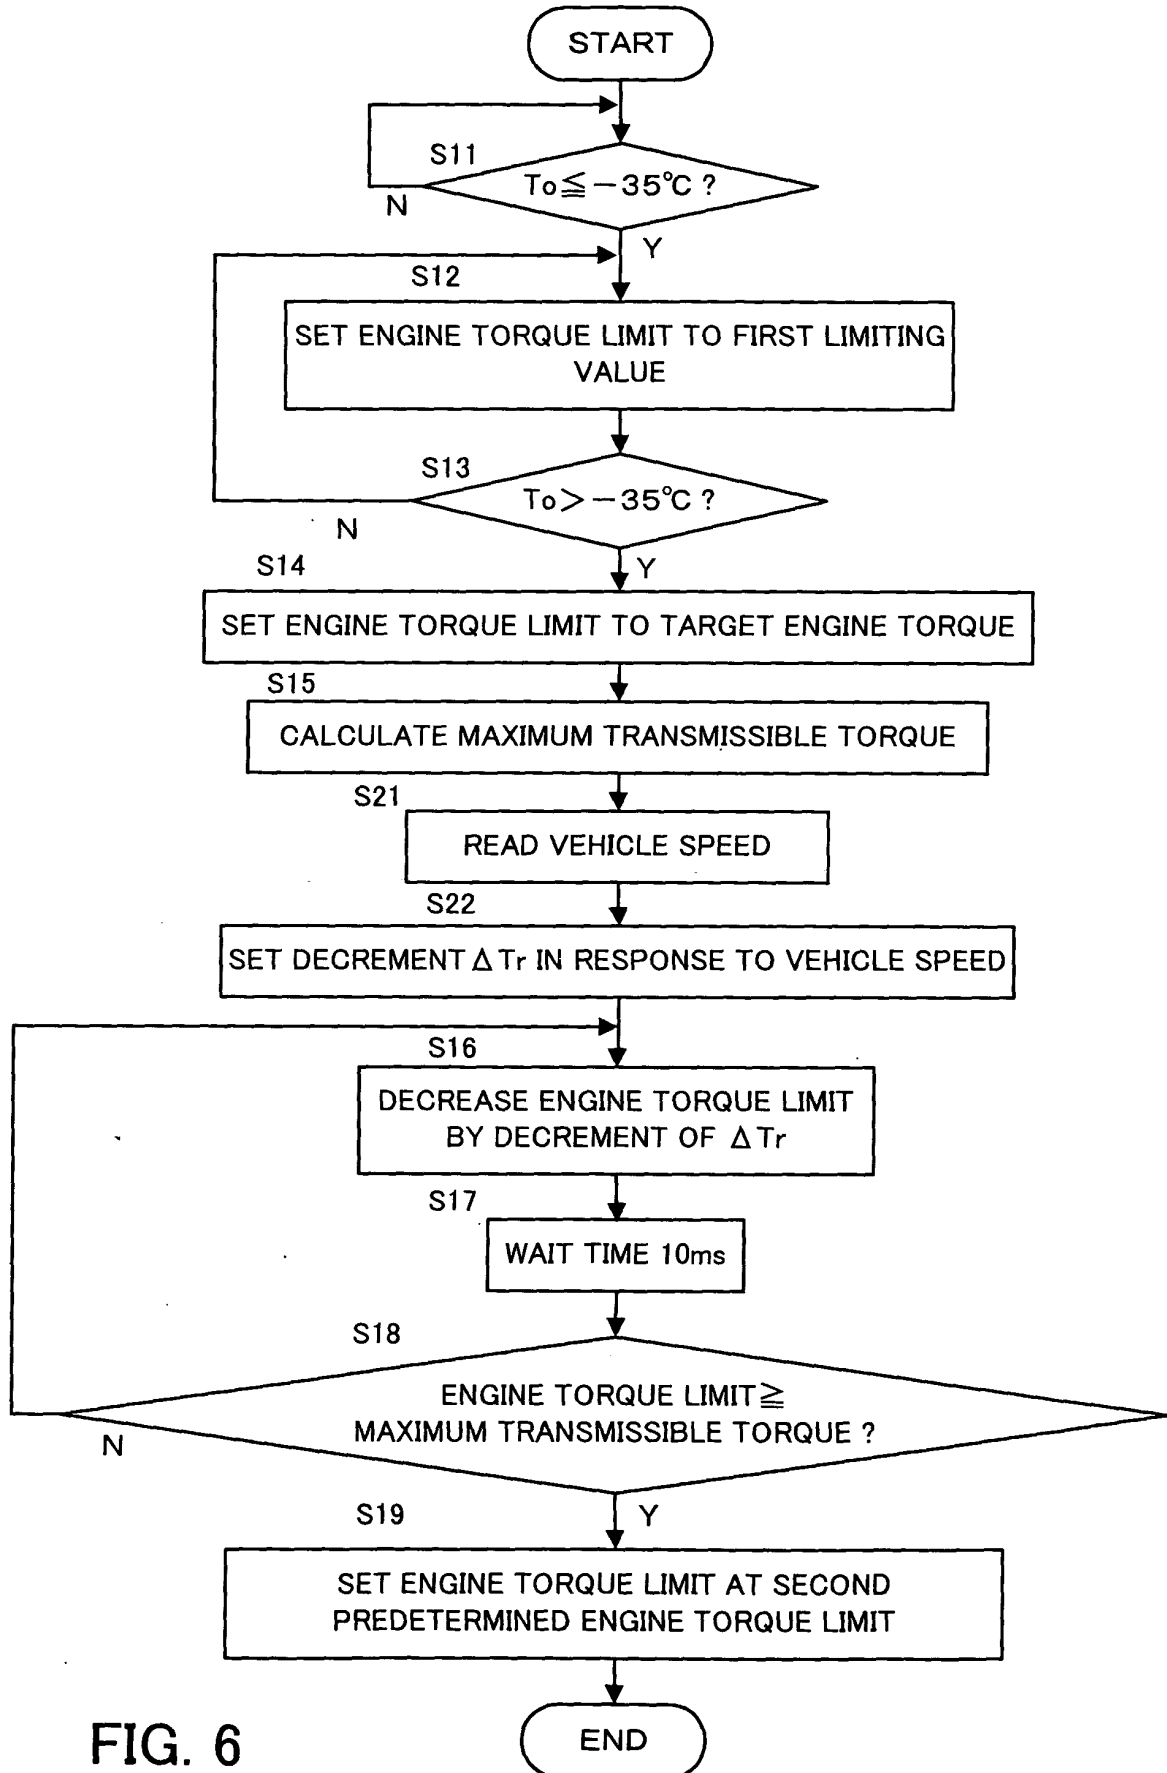 START
S11
To≦−35℃ ?
N
Y
S12
SET ENGINE TORQUE LIMIT TO FIRST LIMITING
VALUE
S13
To>−35℃ ?
N
Y
S14
SET ENGINE TORQUE LIMIT TO TARGET ENGINE TORQUE
S15
CALCULATE MAXIMUM TRANSMISSIBLE TORQUE
S21
READ VEHICLE SPEED
S22
SET DECREMENT ΔTr IN RESPONSE TO VEHICLE SPEED
S16
DECREASE ENGINE TORQUE LIMIT
BY DECREMENT OF ΔTr
S17
WAIT TIME 10ms
S18
ENGINE TORQUE LIMIT≧
MAXIMUM TRANSMISSIBLE TORQUE ?
N
Y
S19
SET ENGINE TORQUE LIMIT AT SECOND
PREDETERMINED ENGINE TORQUE LIMIT
END
FIG. 6